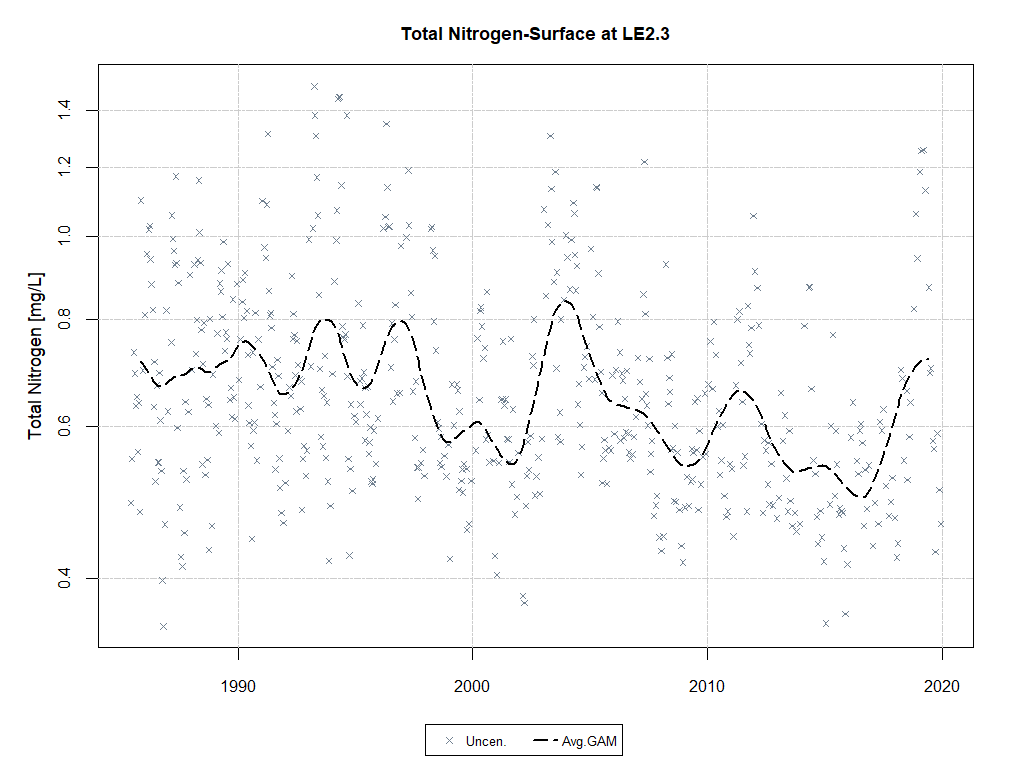 Total Nitrogen-Surface at LE2.3
Total Nitrogen [mg/L]
1.4
1.2
1.0
0.8
0.6
0.4
1990 2000 2010 2020
Uncen. Avg.GAM